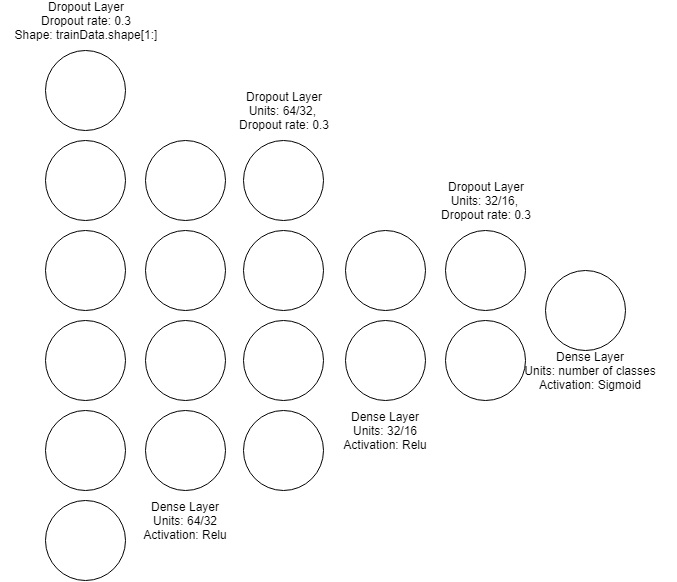 Dropout Layer
Dropout rate: 0.3
Shape: trainData.shape[1:]
Dropout Layer
Units: 64/32,
Dropout rate: 0.3
Dropout Layer
Units: 32/16,
Dropout rate: 0.3
Dense Layer
Units: number of classes
Activation: Sigmoid
Dense Layer
Units: 32/16
Activation: Relu
Dense Layer
Units: 64/32
Activation: Relu